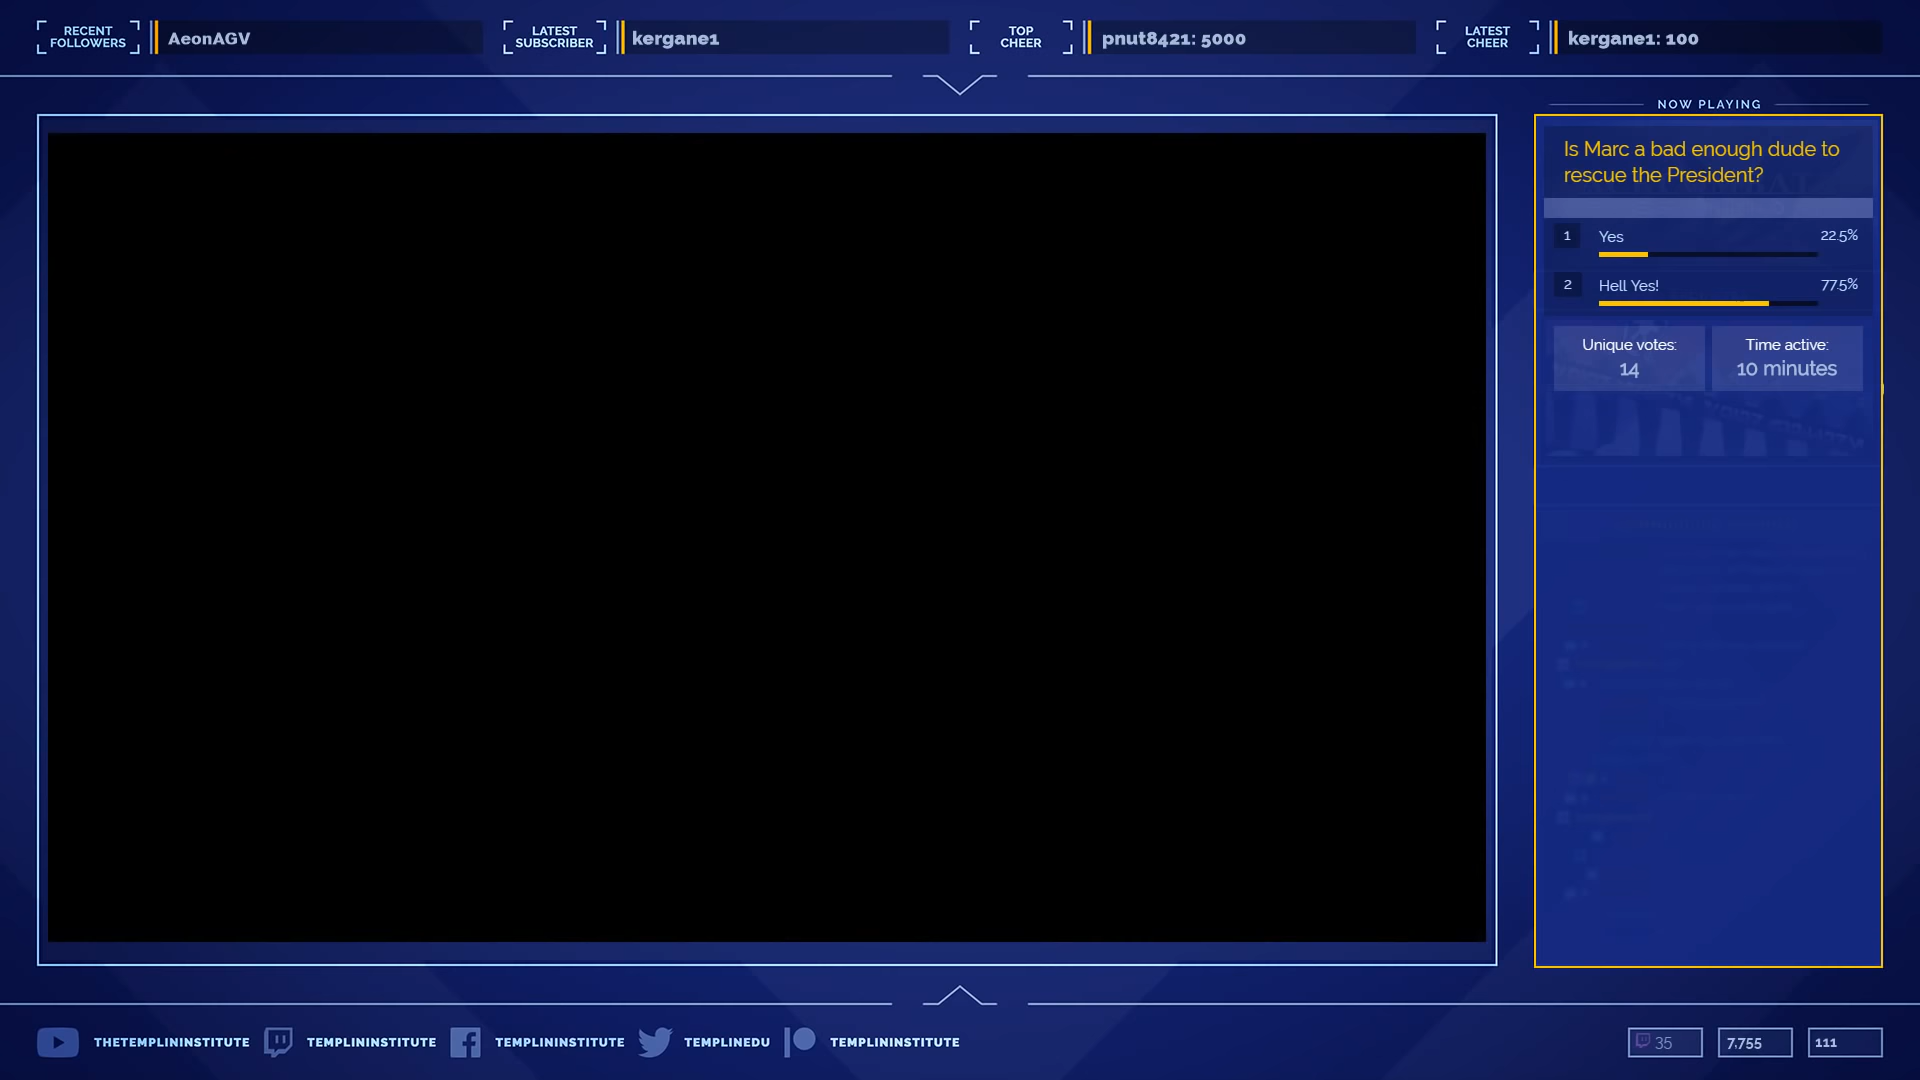 RECENT
FOLLOWERS
AeonAGV
LATEST
SUBSCRIBER
kergane1
TOP
CHEER
pnut8421: 5000
LATEST
CHEER
kergane1: 100
NOW PLAYING
Is Marc a bad enough dude to
rescue the President?
1 Yes 22.5%
2 Hell Yes! 77.5%
Unique votes:
14
Time active:
10 minutes
THETEMPLININSTITUTE
TEMPLININSTITUTE
TEMPLININSTITUTE
TEMPLINEDU
TEMPLININSTITUTE
35
7,755
111